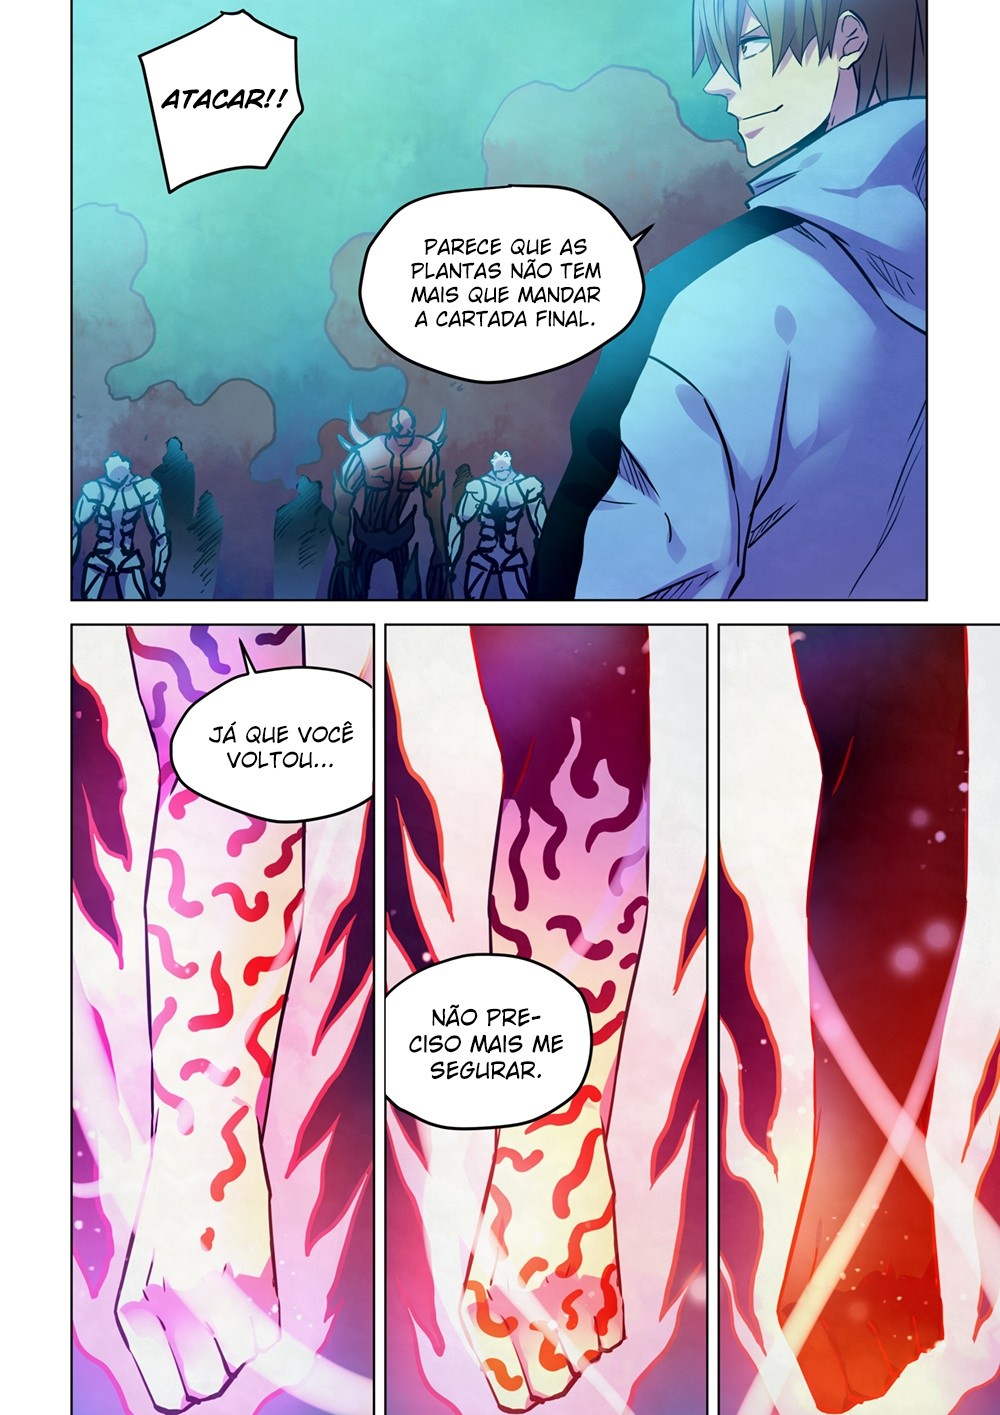 ATACAR!!
PARECE QUE AS
PLANTAS NÃO TEM
MAIS QUE MANDAR
A CARTADA FINAL.
JÁ QUE VOCÊ
VOLTOU...
NÃO PRE-
CISO MAIS ME
SEGURAR.